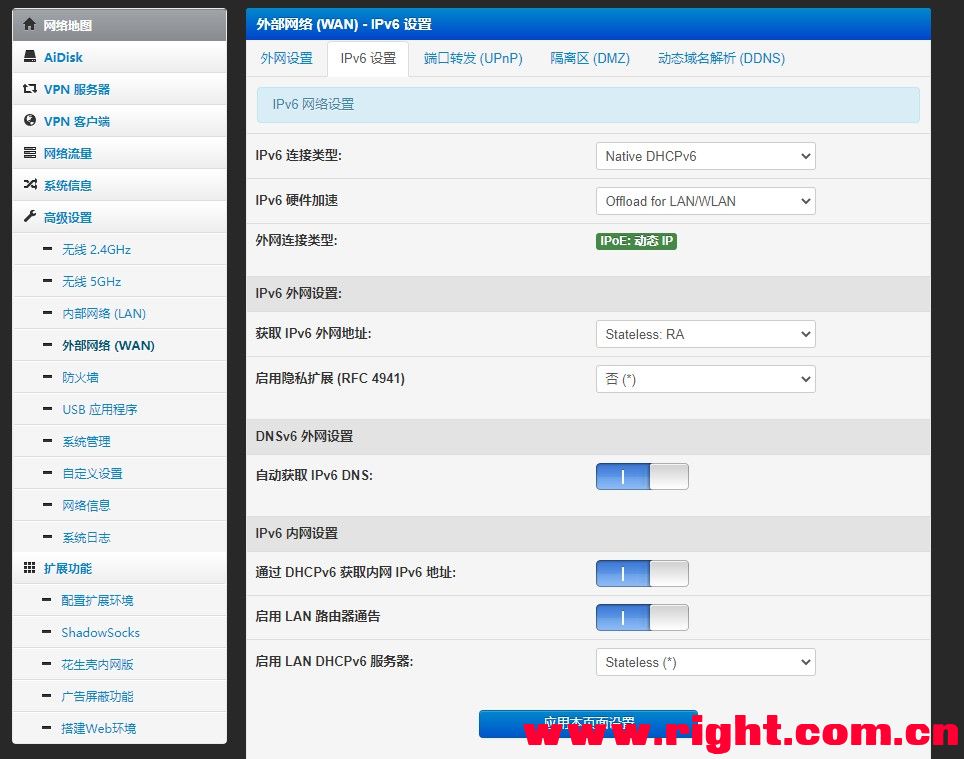 网络地图
AiDisk
VPN 服务器
VPN 客户端
网络流量
系统信息
高级设置
无线 2.4GHz
无线 5GHz
内部网络 (LAN)
外部网络 (WAN)
防火墙
USB 应用程序
系统管理
自定义设置
网络信息
系统日志
扩展功能
配置扩展环境
ShadowSocks
花生壳内网版
广告屏蔽功能
搭建Web环境
外部网络 (WAN) - IPv6 设置
外网设置 IPv6 设置 端口转发 (UPnP) 隔离区 (DMZ) 动态域名解析 (DDNS)
IPv6 网络设置
IPv6 连接类型: Native DHCPv6
IPv6 硬件加速 Offload for LAN/WLAN
外网连接类型: IPoE: 动态 IP
IPv6 外网设置:
获取 IPv6 外网地址: Stateless: RA
启用隐私扩展 (RFC 4941) 否 (*)
DNSv6 外网设置
自动获取 IPv6 DNS:
IPv6 内网设置
通过 DHCPv6 获取内网 IPv6 地址:
启用 LAN 路由器通告
启用 LAN DHCPv6 服务器: Stateless (*)
应用本页面设置
www.right.com.cn